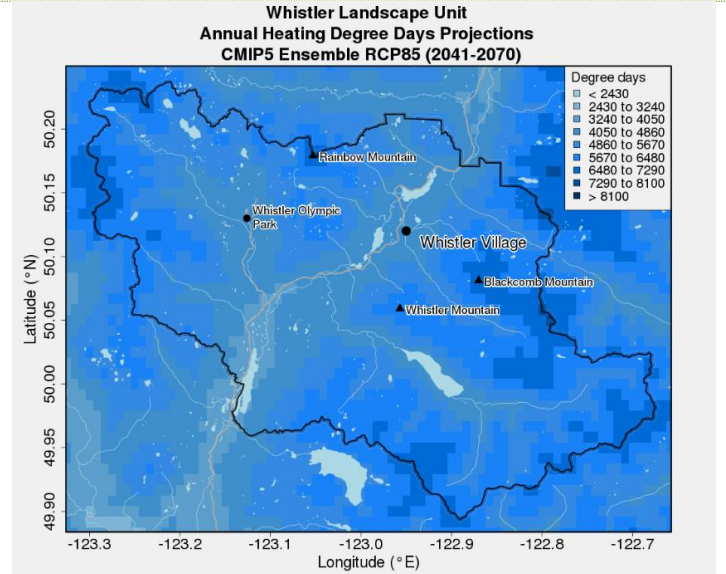 Whistler Landscape Unit
Annual Heating Degree Days Projections
CMIP5 Ensemble RCP85 (2041-2070)
Degree days
< 2430
2430 to 3240
3240 to 4050
4050 to 4860
4860 to 5670
5670 to 6480
6480 to 7290
7290 to 8100
> 8100
Rainbow Mountain
Whistler Olympic
Park
Whistler Village
Blackcomb Mountain
Whistler Mountain
Latitude (°N)
50.20
50.15
50.10
50.05
50.00
49.95
49.90
-123.3 -123.2 -123.1 -123.0 -122.9 -122.8 -122.7
Longitude (°E)